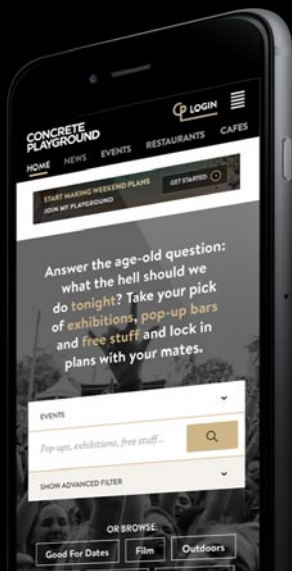 CONCRETE
PLAYGROUND
CP LOGIN
HOME NEWS EVENTS RESTAURANTS CAFES
START MAKING WEEKEND PLANS
JOIN MY PLAYGROUND
GET STARTED
Answer the age-old question:
what the hell should we
do tonight? Take your pick
of exhibitions, pop-up bars
and free stuff and lock in
plans with your mates.
EVENTS
Pop-ups, exhibitions, free stuff...
SHOW ADVANCED FILTER
OR BROWSE:
Good For Dates Film Outdoors